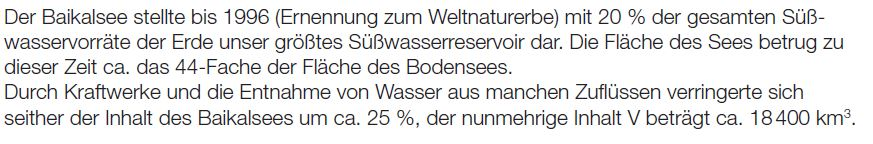 Der Baikalsee stellte bis 1996 (Ernennung zum Weltnaturerbe) mit 20 % der gesamten Süß-
wasservorräte der Erde unser größtes Süßwasserreservoir dar. Die Fläche des Sees betrug zu
dieser Zeit ca. das 44-Fache der Fläche des Bodensees.
Durch Kraftwerke und die Entnahme von Wasser aus manchen Zuflüssen verringerte sich
seither der Inhalt des Baikalsees um ca. 25 %, der nunmehrige Inhalt V beträgt ca. 18 400 km³.